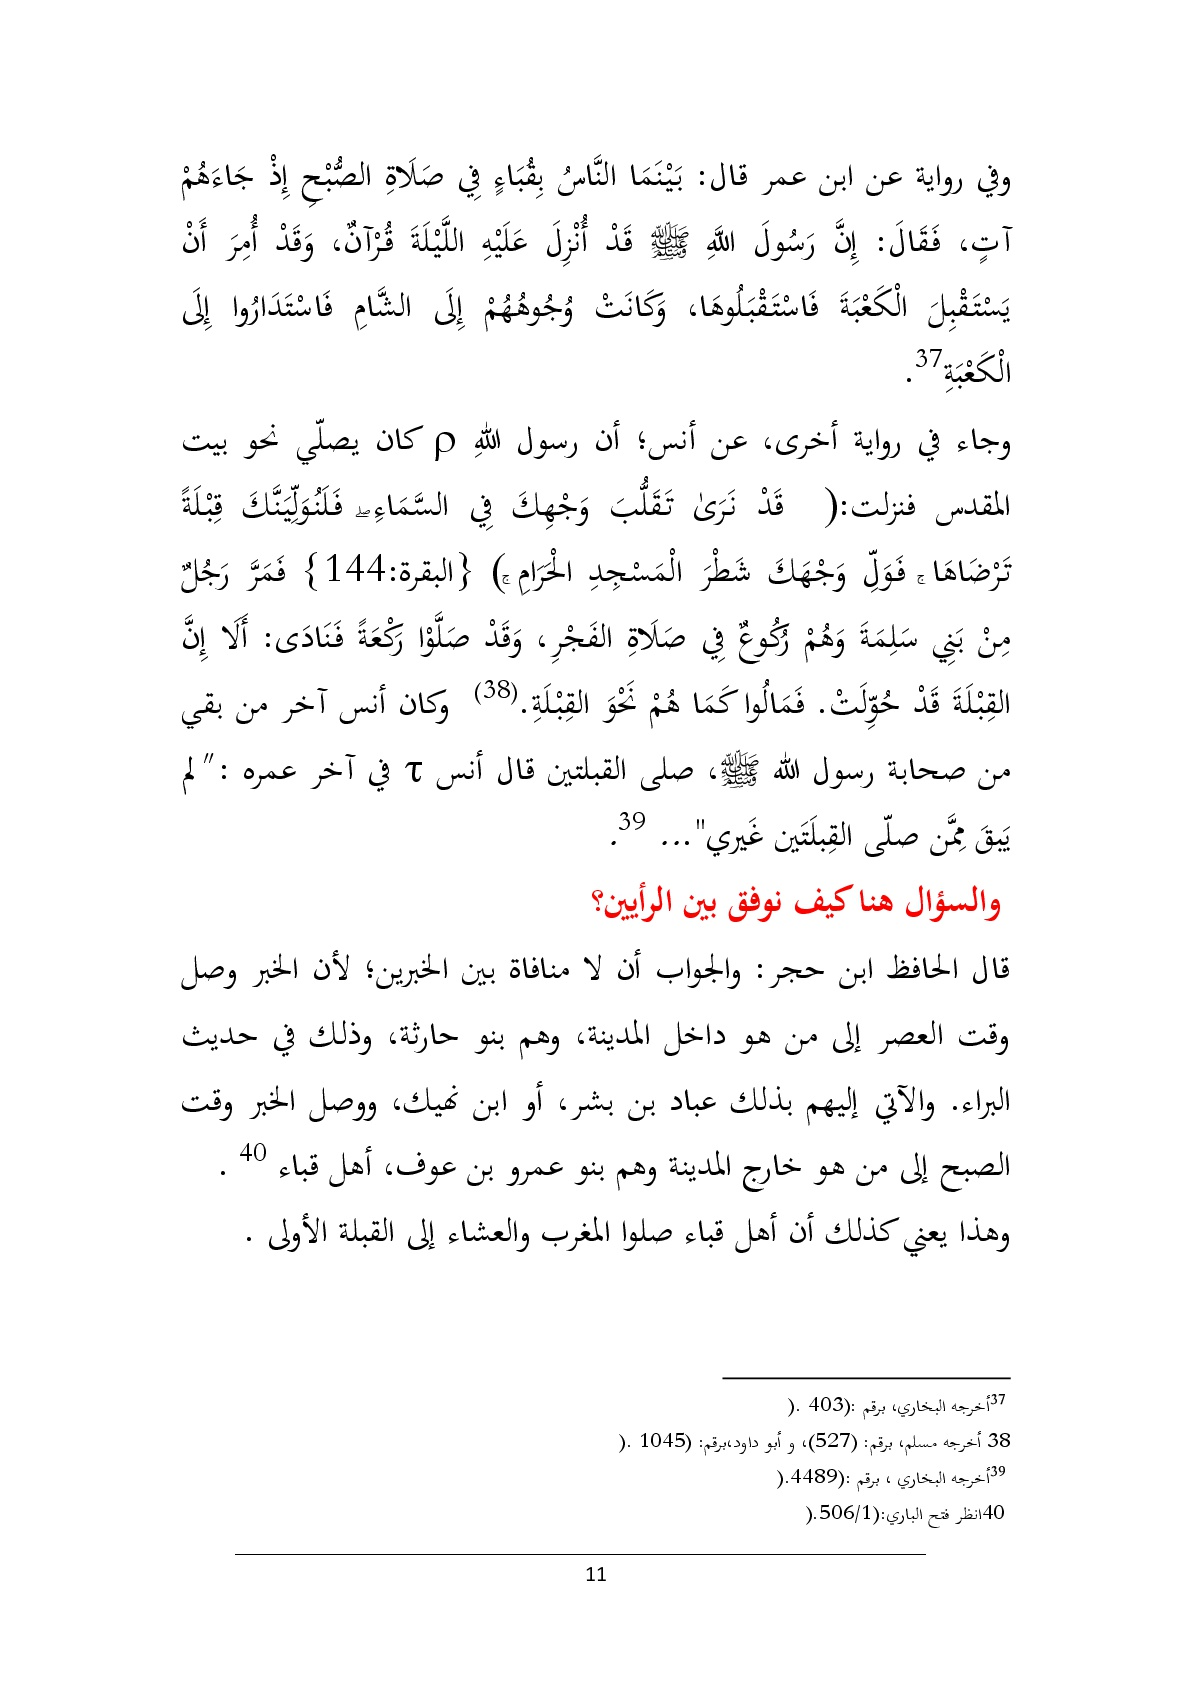 وفي رواية عن ابن عمر قال: بَيْنَمَا النَّاسُ بِقُبَاءٍ فِي صَلَاةِ الصُّبْحِ إِذْ جَاءَهُمْ
آتٍ، فَقَالَ: إِنَّ رَسُولَ اللَّهِ ﷺ قَدْ أُنْزِلَ عَلَيْهِ اللَّيْلَةَ قُرْآنٌ، وَقَدْ أُمِرَ أَنْ
يَسْتَقْبِلَ الْكَعْبَةَ فَاسْتَقْبَلُوهَا، وَكَانَتْ وُجُوهُهُمْ إِلَى الشَّامِ فَاسْتَدَارُوا إِلَى
الْكَعْبَةِ37.
وجاء في رواية أخرى، عن أنس؛ أن رسول اللهِ ρ كان يصلّي نحو بيت
المقدس فنزلت:( قَدْ نَرَىٰ تَقَلُّبَ وَجْهِكَ فِي السَّمَاءِ ۖ فَلَنُوَلِّيَنَّكَ قِبْلَةً
تَرْضَاهَا ۚ فَوَلِّ وَجْهَكَ شَطْرَ الْمَسْجِدِ الْحَرَامِ ۚ) {البقرة:144} فَمَرَّ رَجُلٌ
مِنْ بَنِي سَلِمَةَ وَهُمْ رُكُوعٌ فِي صَلَاةِ الفَجْرِ، وَقَدْ صَلَّوْا رَكْعَةً فَنَادَى: أَلَا إِنَّ
القِبْلَةَ قَدْ حُوِّلَتْ. فَمَالُوا كَمَا هُمْ نَحْوَ القِبْلَةِ.(38) وكان أنس آخر من بقي
من صحابة رسول الله ﷺ، صلى القبلتين قال أنس τ في آخر عمره :"لم
يَبقَ مِمَّن صلّى القِبلَتَين غَيري"... 39.
والسؤال هنا كيف نوفق بين الرأيين؟
قال الحافظ ابن حجر: والجواب أن لا منافاة بين الخبرين؛ لأن الخبر وصل
وقت العصر إلى من هو داخل المدينة، وهم بنو حارثة، وذلك في حديث
البراء. والآتي إليهم بذلك عباد بن بشر، أو ابن نهيك، ووصل الخبر وقت
الصبح إلى من هو خارج المدينة وهم بنو عمرو بن عوف، أهل قباء 40 .
وهذا يعني كذلك أن أهل قباء صلوا المغرب والعشاء إلى القبلة الأولى .
37أخرجه البخاري، برقم :(403 .(
38 أخرجه مسلم، برقم: (527)، و أبو داود،برقم: (1045 .(
39أخرجه البخاري ، برقم :(4489.(
40انظر فتح الباري:(506/1.(
11